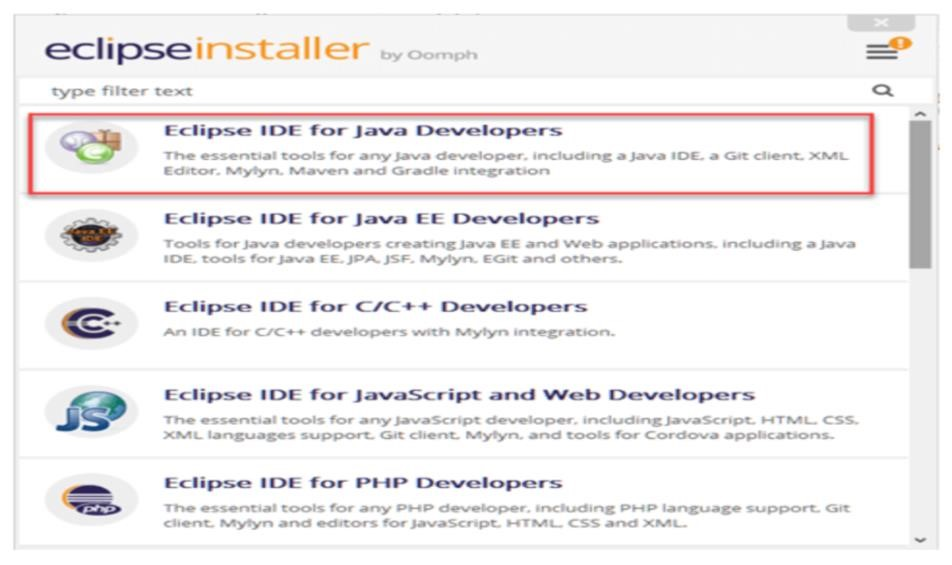 eclipseinstaller by Oomph
type filter text
Eclipse IDE for Java Developers
The essential tools for any Java developer, including a Java IDE, a Git client, XML
Editor, Mylyn, Maven and Gradle integration
Eclipse IDE for Java EE Developers
Tools for Java developers creating Java EE and Web applications, including a Java
IDE, tools for Java EE, JPA, JSF, Mylyn, EGit and others.
Java EE
IDE
Eclipse IDE for C/C++ Developers
An IDE for C/C++ developers with Mylyn integration.
C++
Eclipse IDE for JavaScript and Web Developers
The essential tools for any JavaScript developer, including JavaScript, HTML, CSS,
XML languages support, Git client, Mylyn, and tools for Cordova applications.
JS
Eclipse IDE for PHP Developers
The essential tools for any PHP developer, including PHP language support, Git
client, Mylyn and editors for JavaScript, HTML, CSS and XML.
php